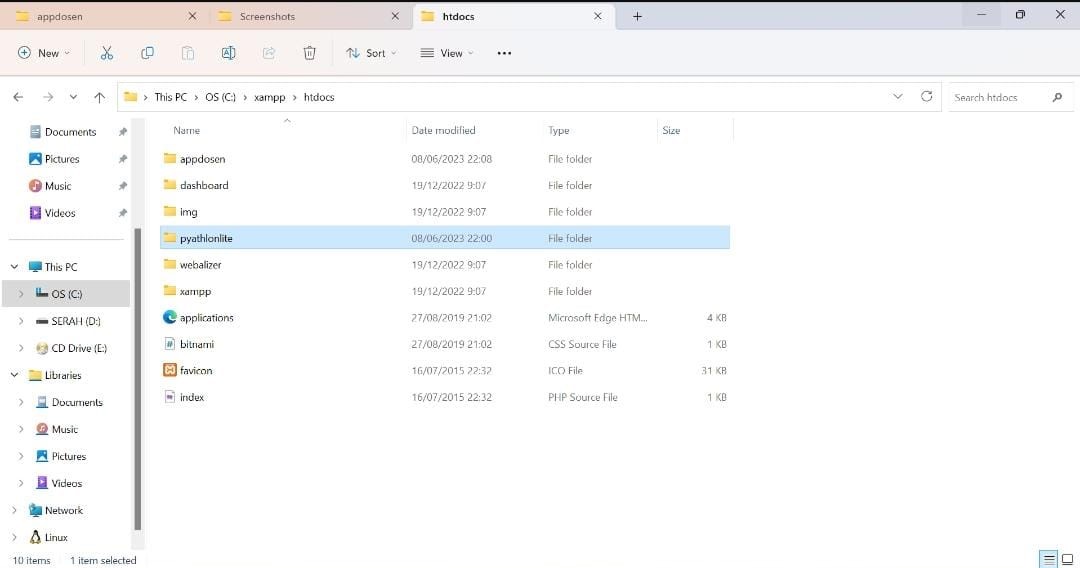 appdosen Screenshots htdocs
New Sort View
This PC OS (C:) xampp htdocs Search htdocs
Name Date modified Type Size
Documents
Pictures
Music
Videos
This PC
OS (C:)
SERAH (D:)
CD Drive (E:)
Libraries
Documents
Music
Pictures
Videos
Network
Linux
appdosen 08/06/2023 22:08 File folder
dashboard 19/12/2022 9:07 File folder
img 19/12/2022 9:07 File folder
pyathlonlite 08/06/2023 22:00 File folder
webalizer 19/12/2022 9:07 File folder
xampp 19/12/2022 9:07 File folder
applications 27/08/2019 21:02 Microsoft Edge HTM... 4 KB
bitnami 27/08/2019 21:02 CSS Source File 1 KB
favicon 16/07/2015 22:32 ICO File 31 KB
index 16/07/2015 22:32 PHP Source File 1 KB
10 items 1 item selected